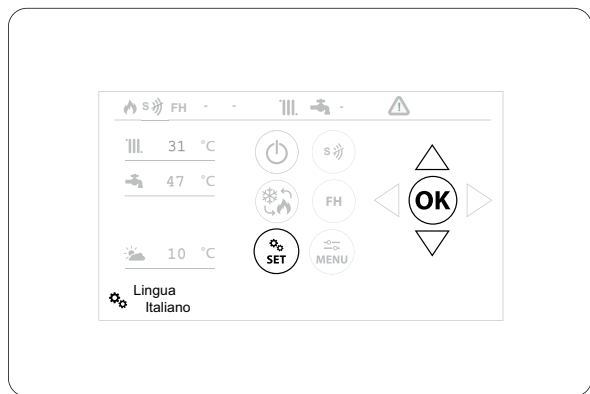 S FH - - -
31 °C
S
47 °C
FH
OK
10 °C
SET
MENU
Lingua
Italiano